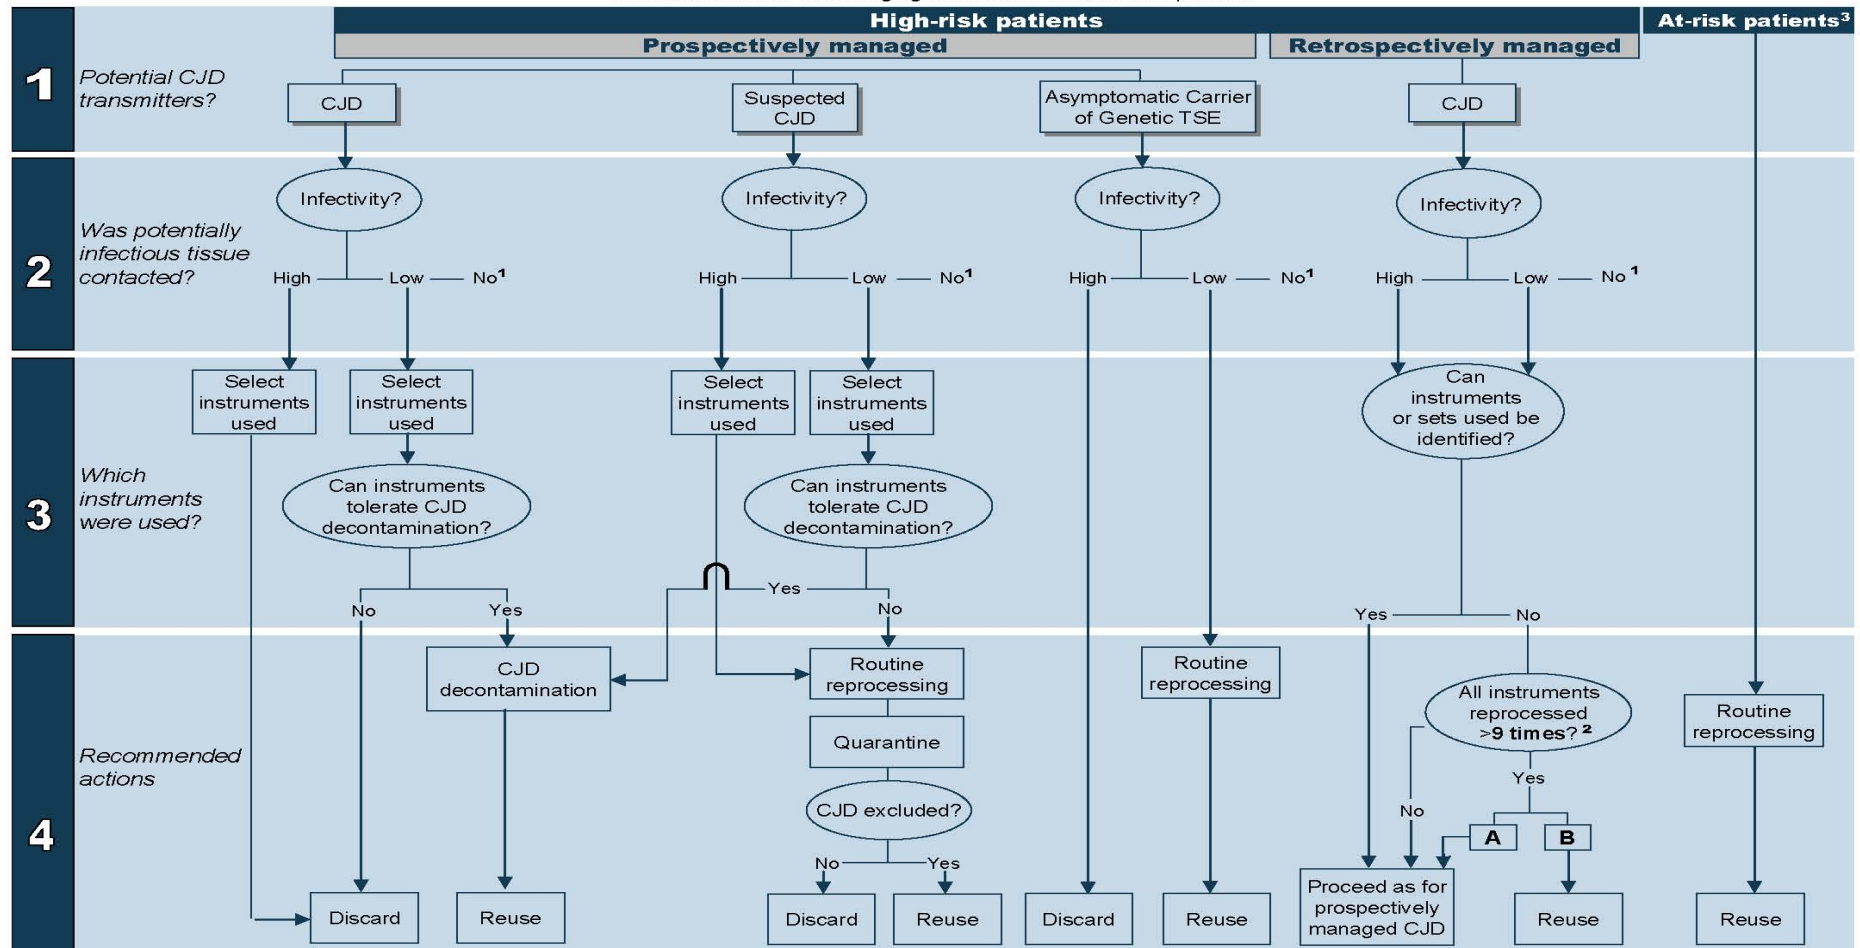 High-risk patients
At-risk patients³
Prospectively managed
Retrospectively managed
1
Potential CJD
transmitters?
CJD
Suspected
CJD
Asymptomatic Carrier
of Genetic TSE
CJD
2
Was potentially
infectious tissue
contacted?
Infectivity?
Infectivity?
Infectivity?
Infectivity?
High
Low
No¹
High
Low
No¹
High
Low
No¹
High
Low
No ¹
3
Which
instruments
were used?
Select
instruments
used
Select
instruments
used
Select
instruments
used
Select
instruments
used
Can
instruments
or sets used be
identified?
Can instruments
tolerate CJD
decontamination?
Can instruments
tolerate CJD
decontamination?
No
Yes
Yes
No
Yes
No
4
Recommended
actions
CJD
decontamination
Routine
reprocessing
Routine
reprocessing
All instruments
reprocessed
>9 times? ²
Routine
reprocessing
Quarantine
CJD excluded?
No
Yes
No
Yes
A
B
Discard
Reuse
Discard
Reuse
Discard
Reuse
Proceed as for
prospectively
managed CJD
Reuse
Reuse